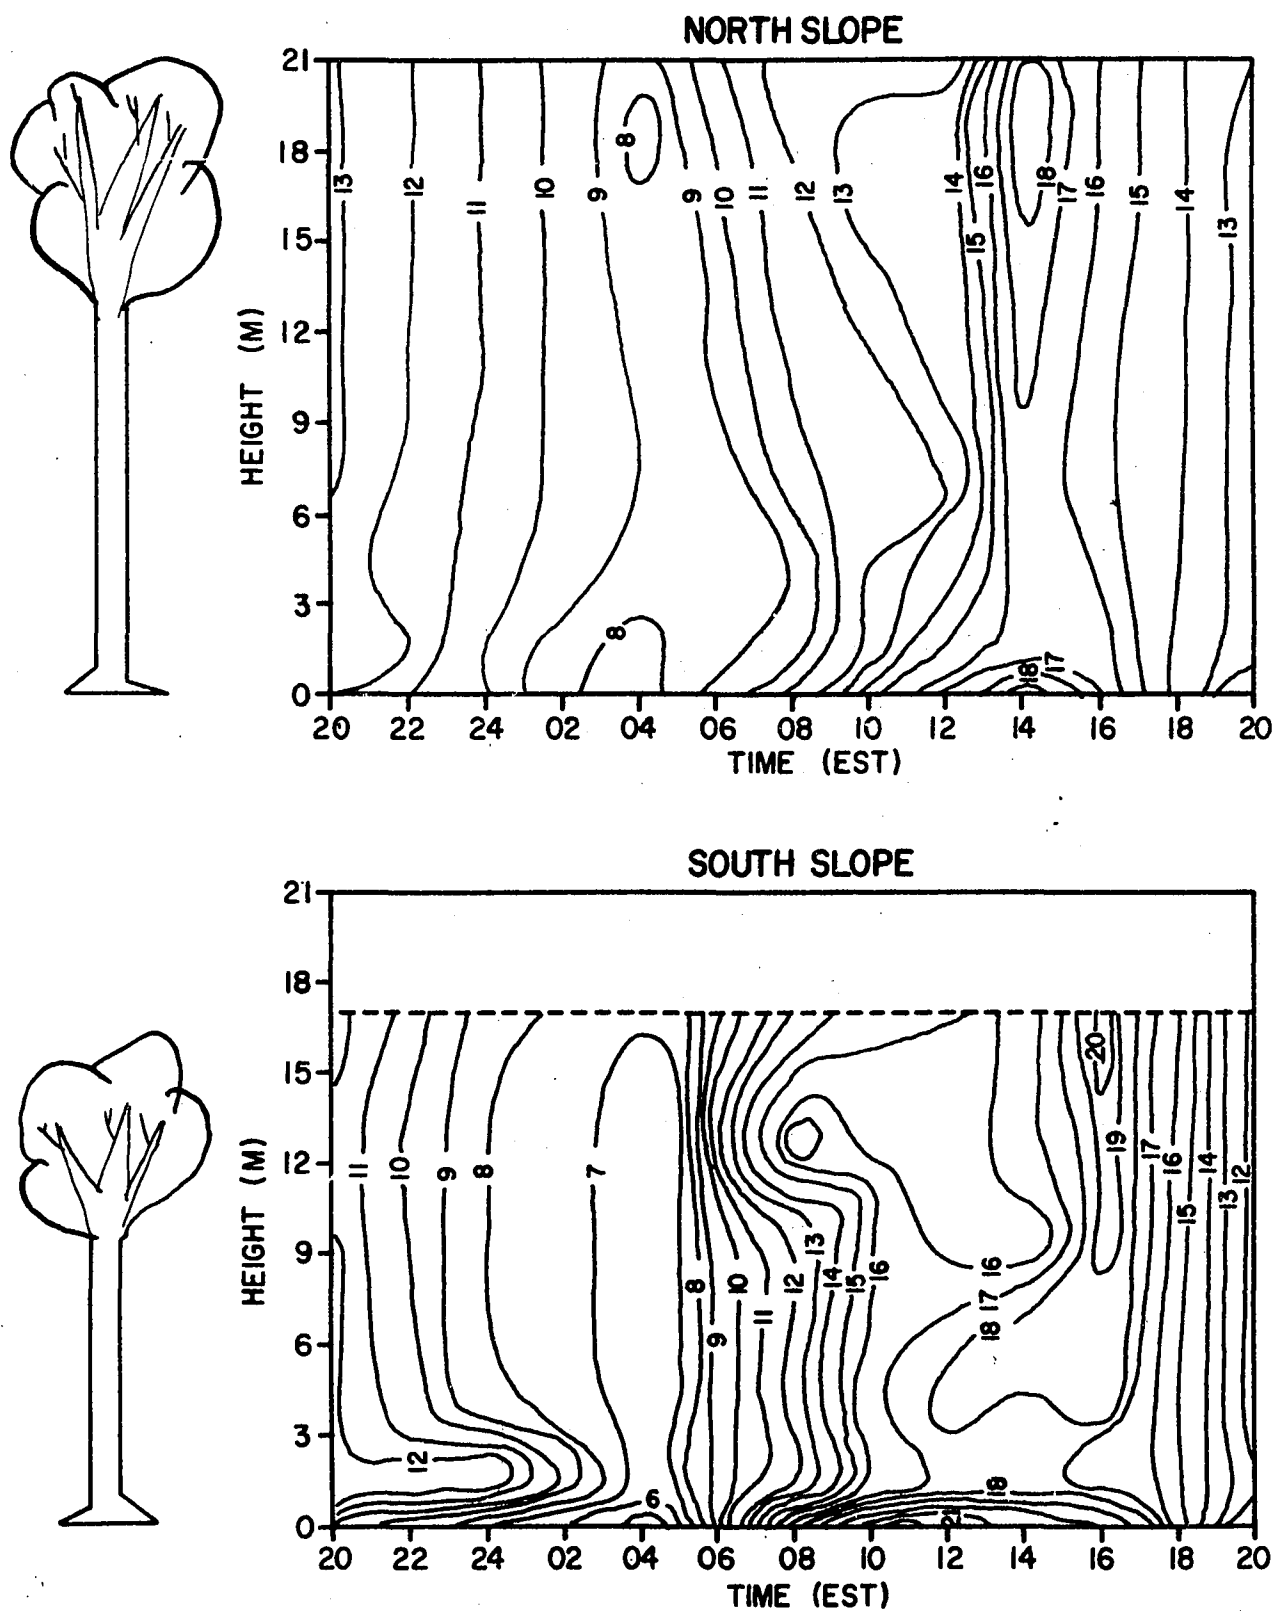 NORTH SLOPE
21
18
15
12
9
6
3
0
HEIGHT (M)
13 12 11 10 9 8 9 10 11 12 13 14 15 16 18 17 16 15 14 13
8
18 17
20 22 24 02 04 06 08 10 12 14 16 18 20
TIME (EST)
SOUTH SLOPE
21
18
15
12
9
6
3
0
HEIGHT (M)
20
11 10 9 8 7 19 17 16 14 12
15 13
13
8 10 12 14 15 16 16
11 17
9 18
12
6 18
21
20 22 24 02 04 06 08 10 12 14 16 18 20
TIME (EST)